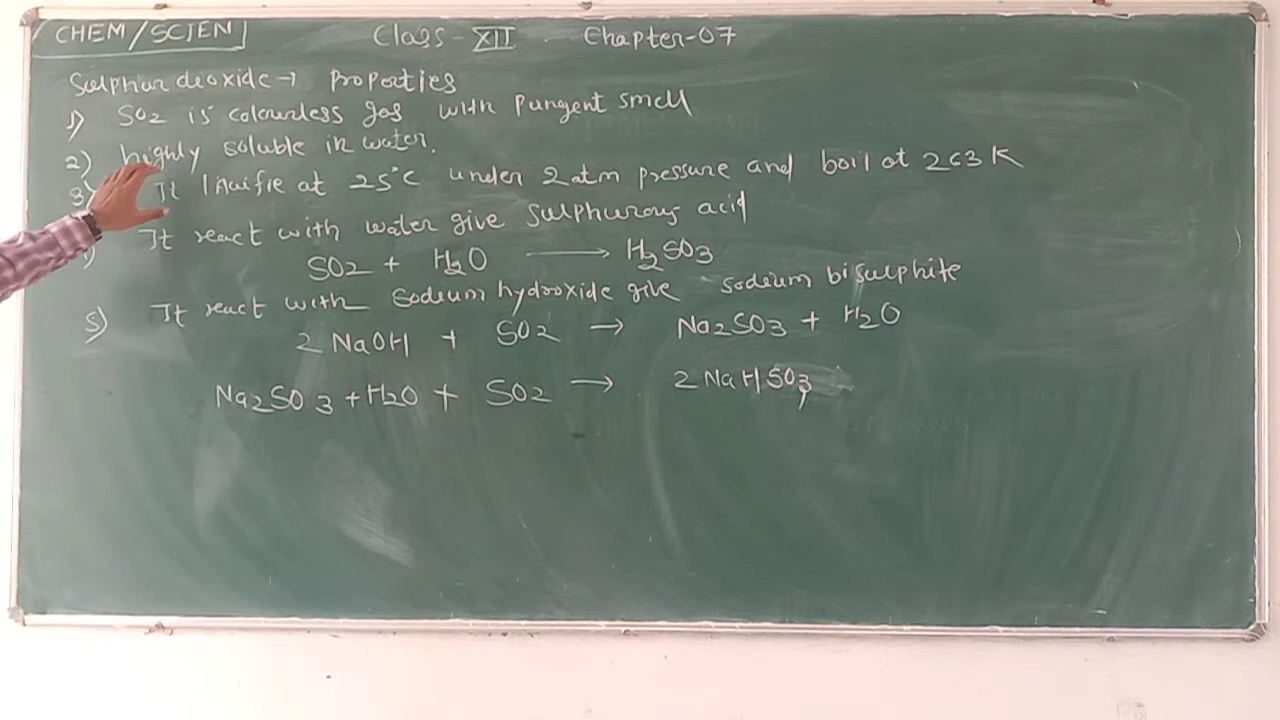 CHEM/SCIEN
Class-XII Chapter-07
Sulphur deoxide → Properties
1) SO2 is colourless gas with pungent smell
2) highly soluble in water.
3) It liquifie at 25°C under 2 atm pressure and boil at 263 K
It react with water give Sulphurous acid
SO2 + H2O → H2SO3
5) It react with Sodium hydroxide give sodium bisulphite
2 NaOH + SO2 → Na2SO3 + H2O
Na2SO3 + H2O + SO2 → 2 NaHSO3